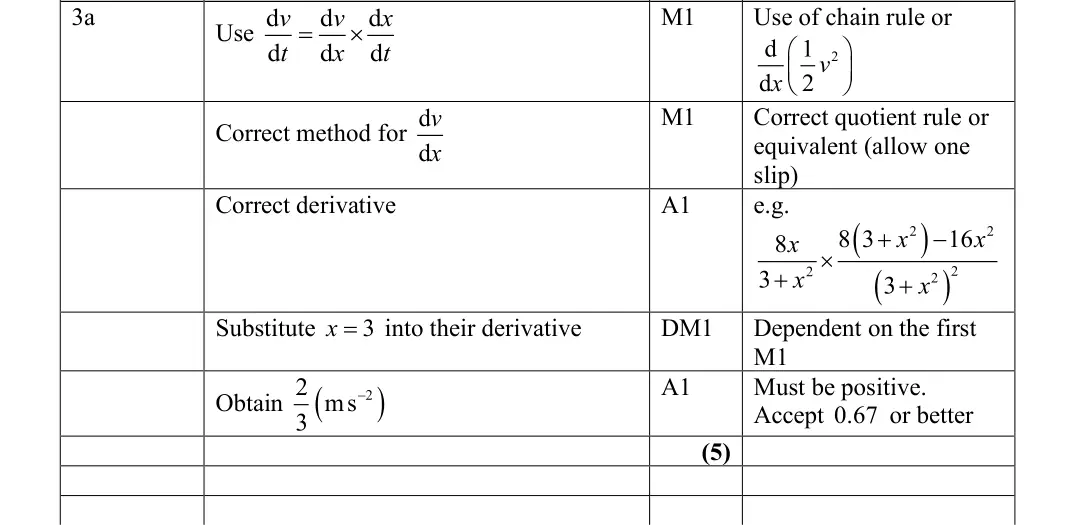 3a Use dv/dt = dv/dx × dx/dt M1 Use of chain rule or
d/dx(1/2 v²)
Correct method for dv/dx M1 Correct quotient rule or
equivalent (allow one
slip)
Correct derivative A1 e.g.
8x/(3+x²) × (8(3+x²)−16x²)/(3+x²)²
Substitute x = 3 into their derivative DM1 Dependent on the first
M1
Obtain 2/3 (m s⁻²) A1 Must be positive.
Accept 0.67 or better
(5)